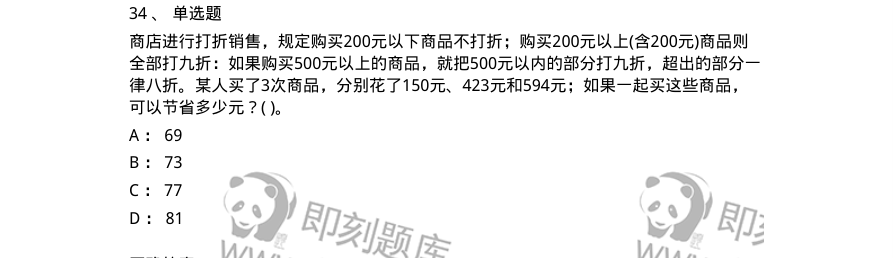 34 、 单选题
商店进行打折销售，规定购买200元以下商品不打折；购买200元以上(含200元)商品则
全部打九折：如果购买500元以上的商品，就把500元以内的部分打九折，超出的部分一
律八折。某人买了3次商品，分别花了150元、423元和594元；如果一起买这些商品，
可以节省多少元？( )。
A： 69
B： 73
C： 77
D： 81
即刻题库
即刻